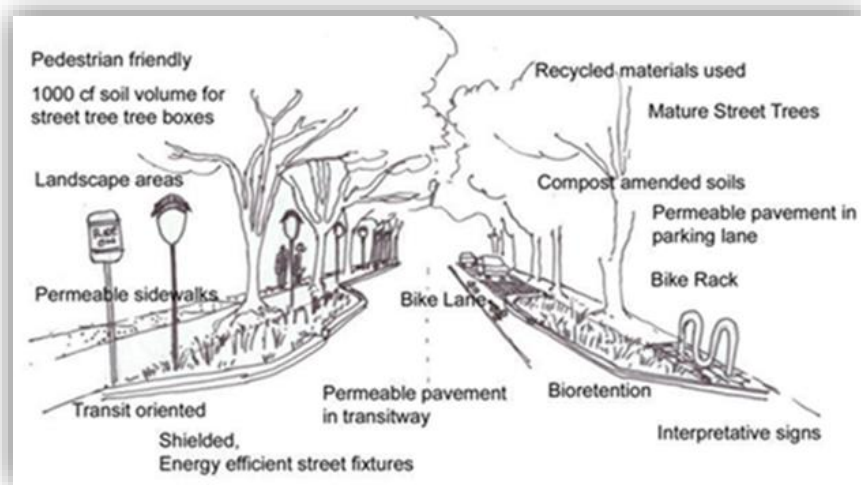 Pedestrian friendly
1000 cf soil volume for
street tree tree boxes
Landscape areas
Permeable sidewalks
Transit oriented
Shielded,
Energy efficient street fixtures
Permeable pavement
in transitway
Bike Lane
Recycled materials used
Mature Street Trees
Compost amended soils
Permeable pavement in
parking lane
Bike Rack
Bioretention
Interpretative signs